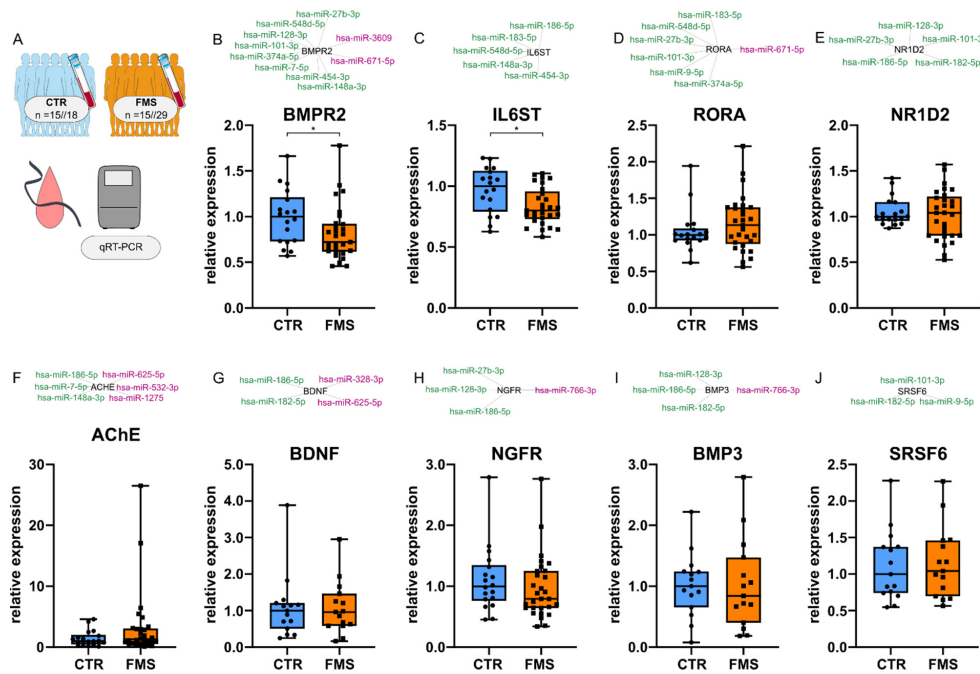 A
CTR
n =15//18
FMS
n =15//29
qRT-PCR
B
hsa-miR-27b-3p
hsa-miR-548d-5p
hsa-miR-128-3p
hsa-miR-101-3p
hsa-miR-374a-5p
hsa-miR-7-5p
hsa-miR-454-3p
hsa-miR-148a-3p
BMPR2
hsa-miR-3609
hsa-miR-671-5p
BMPR2
*
relative expression
2.0
1.5
1.0
0.5
0.0
CTR FMS
C
hsa-miR-186-5p
hsa-miR-183-5p
hsa-miR-548d-5p
IL6ST
hsa-miR-148a-3p
hsa-miR-454-3p
IL6ST
*
relative expression
1.5
1.0
0.5
0.0
CTR FMS
D
hsa-miR-183-5p
hsa-miR-548d-5p
hsa-miR-27b-3p
RORA
hsa-miR-671-5p
hsa-miR-101-3p
hsa-miR-9-5p
hsa-miR-374a-5p
RORA
relative expression
2.5
2.0
1.5
1.0
0.5
0.0
CTR FMS
E
hsa-miR-128-3p
hsa-miR-27b-3p
hsa-miR-101-3
NR1D2
hsa-miR-186-5p
hsa-miR-182-5p
NR1D2
relative expression
2.0
1.5
1.0
0.5
0.0
CTR FMS
F
hsa-miR-186-5p
hsa-miR-625-5p
hsa-miR-7-5p
ACHE
hsa-miR-532-3p
hsa-miR-148a-3p
hsa-miR-1275
AChE
relative expression
30
20
10
0
CTR FMS
G
hsa-miR-186-5p
hsa-miR-328-3p
BDNF
hsa-miR-182-5p
hsa-miR-625-5p
BDNF
relative expression
5.0
4.0
3.0
2.0
1.0
0.0
CTR FMS
H
hsa-miR-27b-3p
hsa-miR-128-3p
NGFR
hsa-miR-766-3p
hsa-miR-186-5p
NGFR
relative expression
3.0
2.0
1.0
0.0
CTR FMS
I
hsa-miR-128-3p
hsa-miR-186-5p
BMP3
hsa-miR-766-3p
hsa-miR-182-5p
BMP3
relative expression
3.0
2.0
1.0
0.0
CTR FMS
J
hsa-miR-101-3p
SRSF6
hsa-miR-182-5p
hsa-miR-9-5p
SRSF6
relative expression
2.5
2.0
1.5
1.0
0.5
0.0
CTR FMS